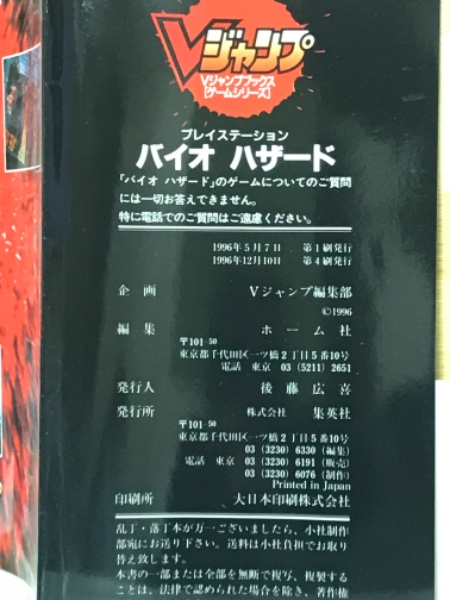 Vジャンプ
Vジャンプブックス
[ゲームシリーズ]
プレイステーション
バイオ ハザード
「バイオ ハザード」のゲームについてのご質問
には一切お答えできません。
特に電話でのご質問はご遠慮ください。
1996年5月7日 第1刷発行
1996年12月10日 第4刷発行
企画 Vジャンプ編集部
©1996
編集 ホーム社
〒101-50
東京都千代田区一ツ橋2丁目5番10号
電話 東京 03 (5211) 2651
発行人 後藤広喜
発行所 株式会社 集英社
〒101-50
東京都千代田区一ツ橋2丁目5番10号
03 (3230) 6330 (編集)
電話 東京 03 (3230) 6191 (販売)
03 (3230) 6076 (制作)
Printed in Japan
印刷所 大日本印刷株式会社
乱丁・落丁本が万一ございましたら、小社制作
部宛にお送り下さい。送料は小社負担でお取り
替え致します。
本書の一部または全部を無断で複写、複製する
ことは、法律で認められた場合を除き、著作権